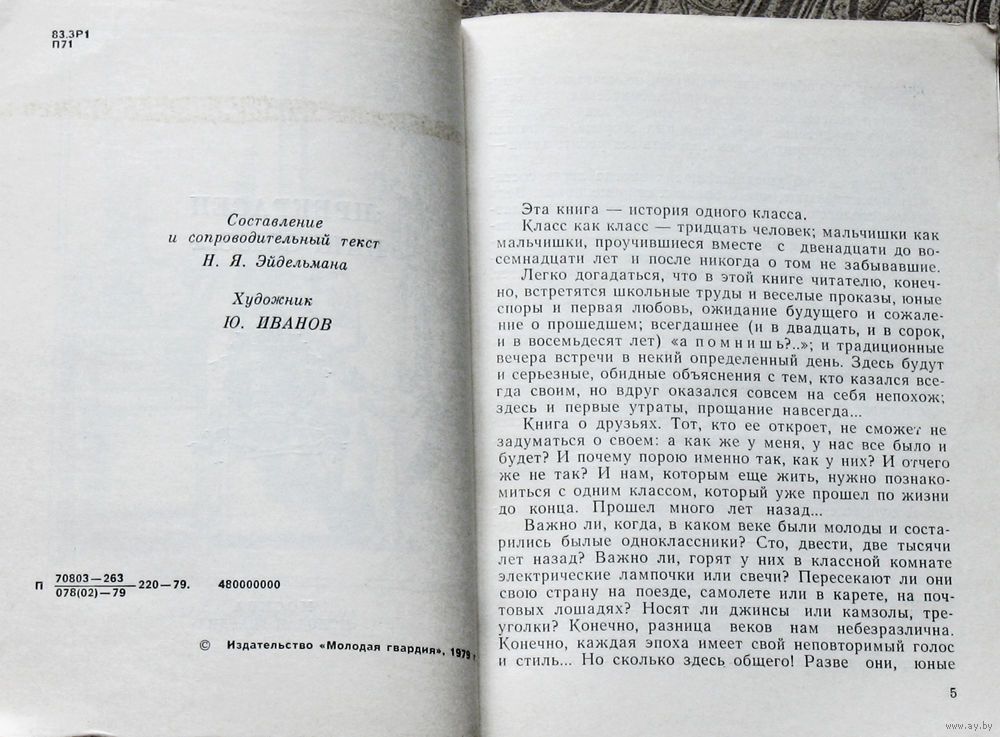 83.3Р1
П71
Составление
и сопроводительный текст
Н. Я. Эйдельмана
Художник
Ю. ИВАНОВ
П 70803—263
078(02)—79
—220—79. 480000000
© Издательство «Молодая гвардия», 1979 г
Эта книга — история одного класса.
Класс как класс — тридцать человек; мальчишки как
мальчишки, проучившиеся вместе с двенадцати до во-
семнадцати лет и после никогда о том не забывавшие.
Легко догадаться, что в этой книге читателю, конеч-
но, встретятся школьные труды и веселые проказы, юные
споры и первая любовь, ожидание будущего и сожале-
ние о прошедшем; всегдашнее (и в двадцать, и в сорок,
и в восемьдесят лет) «а помнишь?..»; и традиционные
вечера встречи в некий определенный день. Здесь будут
и серьезные, обидные объяснения с тем, кто казался все-
гда своим, но вдруг оказался совсем на себя непохож;
здесь и первые утраты, прощание навсегда...
Книга о друзьях. Тот, кто ее откроет, не сможет не
задуматься о своем: а как же у меня, у нас все было и
будет? И почему порою именно так, как у них? И отчего
же не так? И нам, которым еще жить, нужно познако-
миться с одним классом, который уже прошел по жизни
до конца. Прошел много лет назад...
Важно ли, когда, в каком веке были молоды и соста-
рились былые одноклассники? Сто, двести, две тысячи
лет назад? Важно ли, горят у них в классной комнате
электрические лампочки или свечи? Пересекают ли они
свою страну на поезде, самолете или в карете, на поч-
товых лошадях? Носят ли джинсы или камзолы, тре-
уголки? Конечно, разница веков нам небезразлична.
Конечно, каждая эпоха имеет свой неповторимый голос
и стиль... Но сколько здесь общего! Разве они, юные
5
www.ay.by